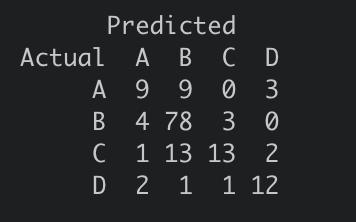 Predicted
Actual A B C D
A 9 9 0 3
B 4 78 3 0
C 1 13 13 2
D 2 1 1 12